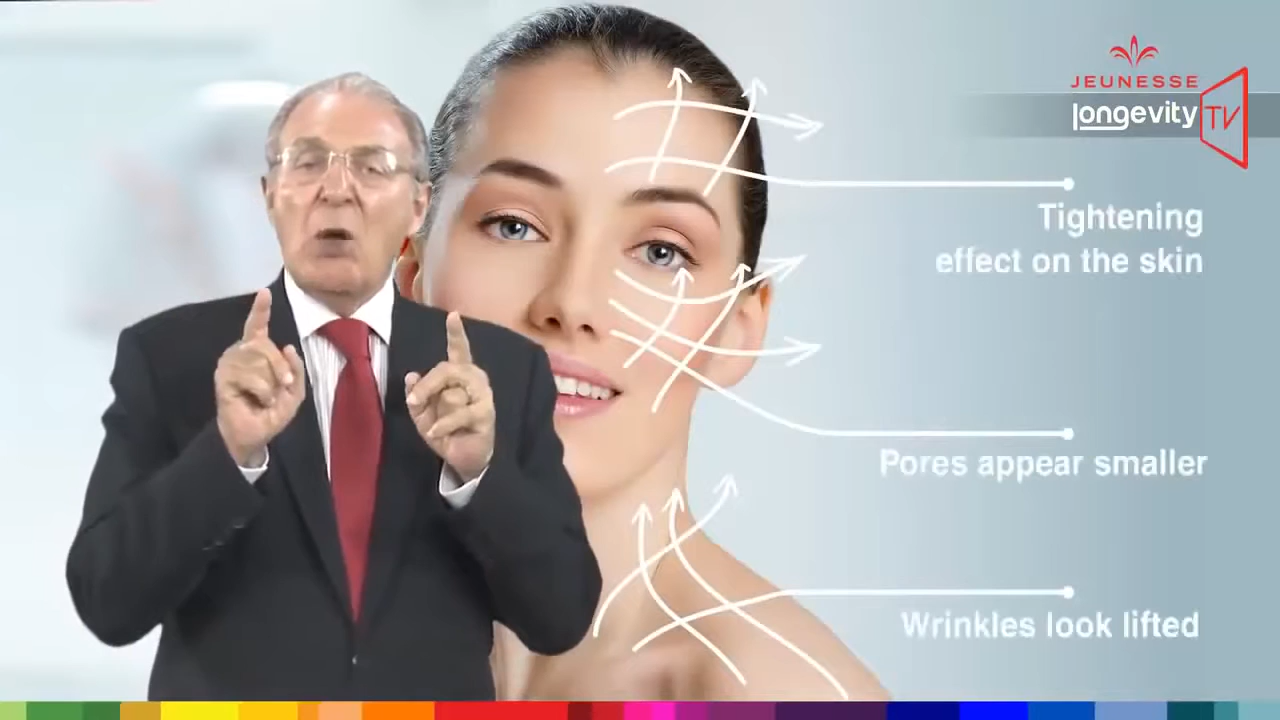 JEUNESSE
longevity TV
Tightening
effect on the skin
Pores appear smaller
Wrinkles look lifted